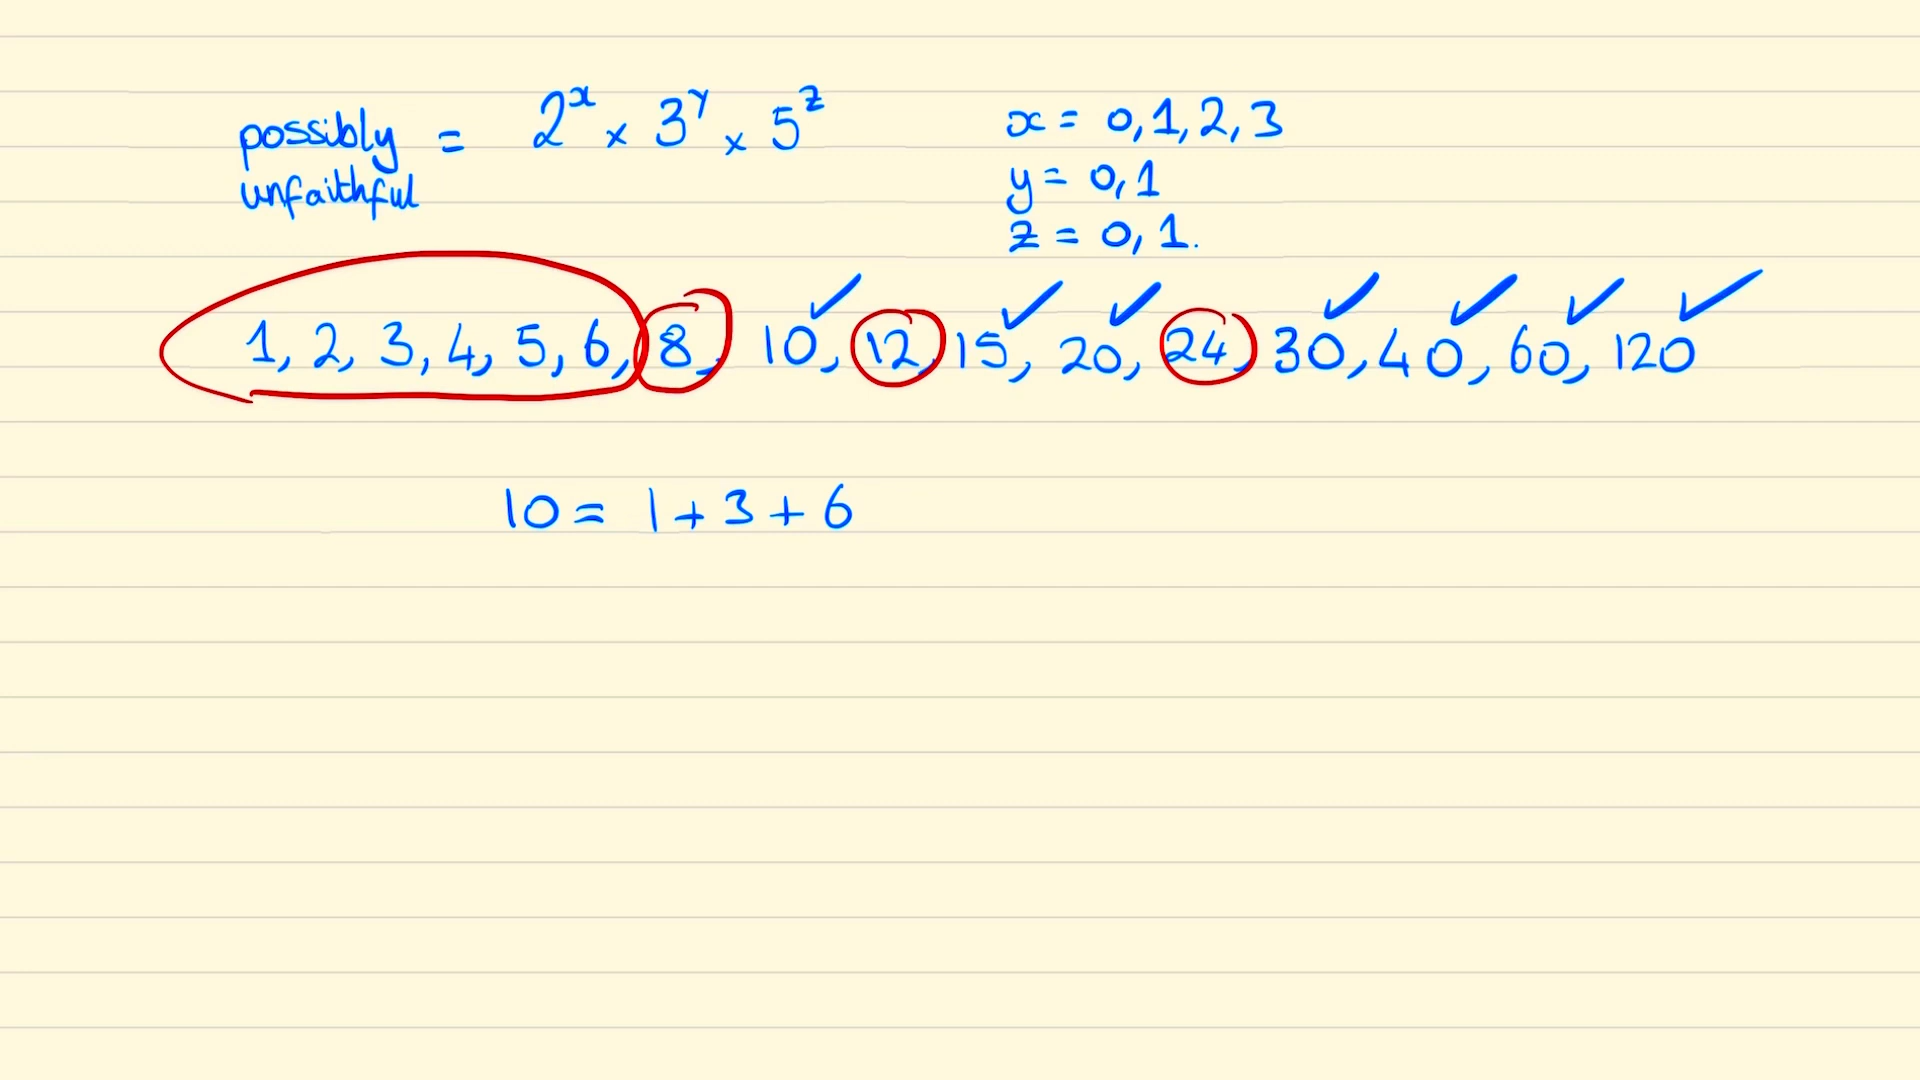 possibly unfaithful = 2^x × 3^y × 5^z
x = 0, 1, 2, 3
y = 0, 1
z = 0, 1.
1, 2, 3, 4, 5, 6, 8, 10, 12, 15, 20, 24, 30, 40, 60, 120
10 = 1 + 3 + 6